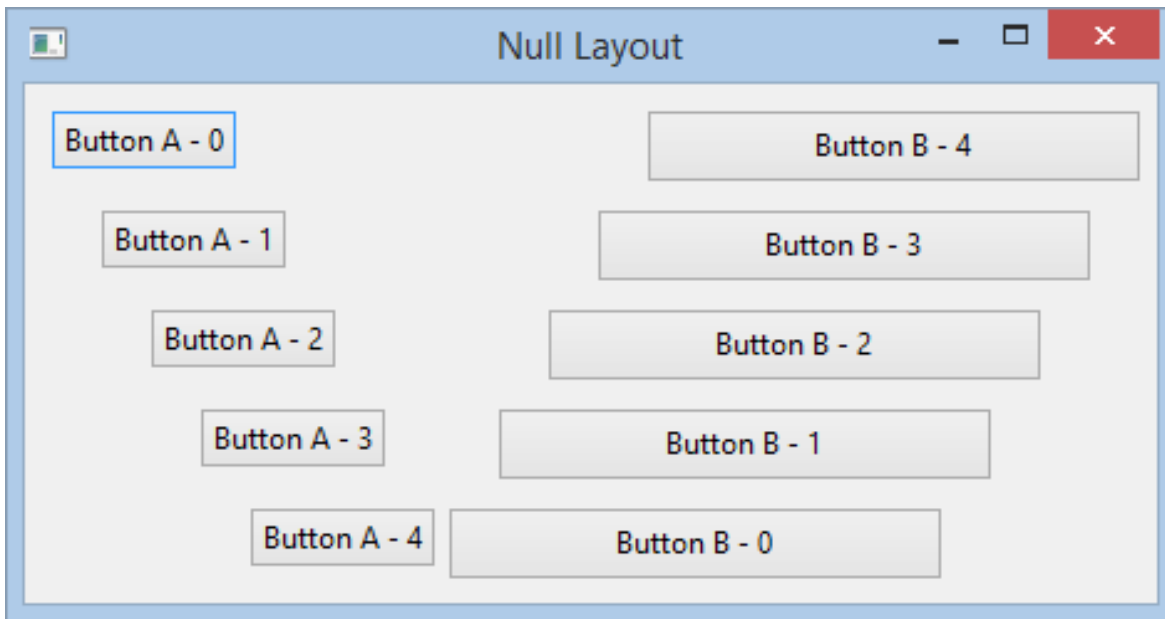 Null Layout
Button A - 0
Button B - 4
Button A - 1
Button B - 3
Button A - 2
Button B - 2
Button A - 3
Button B - 1
Button A - 4
Button B - 0